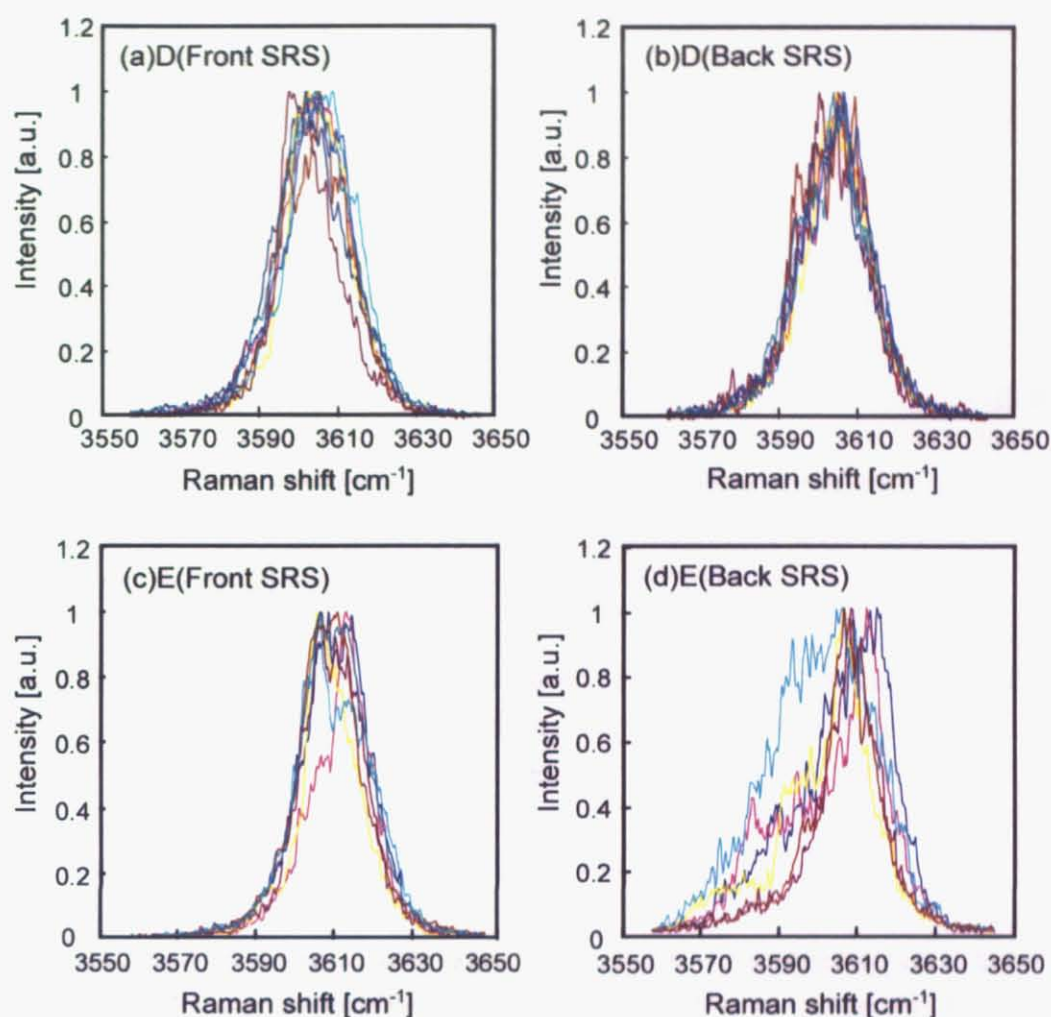 1.2
(a)D(Front SRS)
1
0.8
0.6
0.4
0.2
0
Intensity [a.u.]
3550 3570 3590 3610 3630 3650
Raman shift [cm-1]
1.2
(b)D(Back SRS)
1
0.8
0.6
0.4
0.2
0
Intensity [a.u.]
3550 3570 3590 3610 3630 3650
Raman shift [cm-1]
1.2
(c)E(Front SRS)
1
0.8
0.6
0.4
0.2
0
Intensity [a.u.]
3550 3570 3590 3610 3630 3650
Raman shift [cm-1]
1.2
(d)E(Back SRS)
1
0.8
0.6
0.4
0.2
0
Intensity [a.u.]
3550 3570 3590 3610 3630 3650
Raman shift [cm-1]